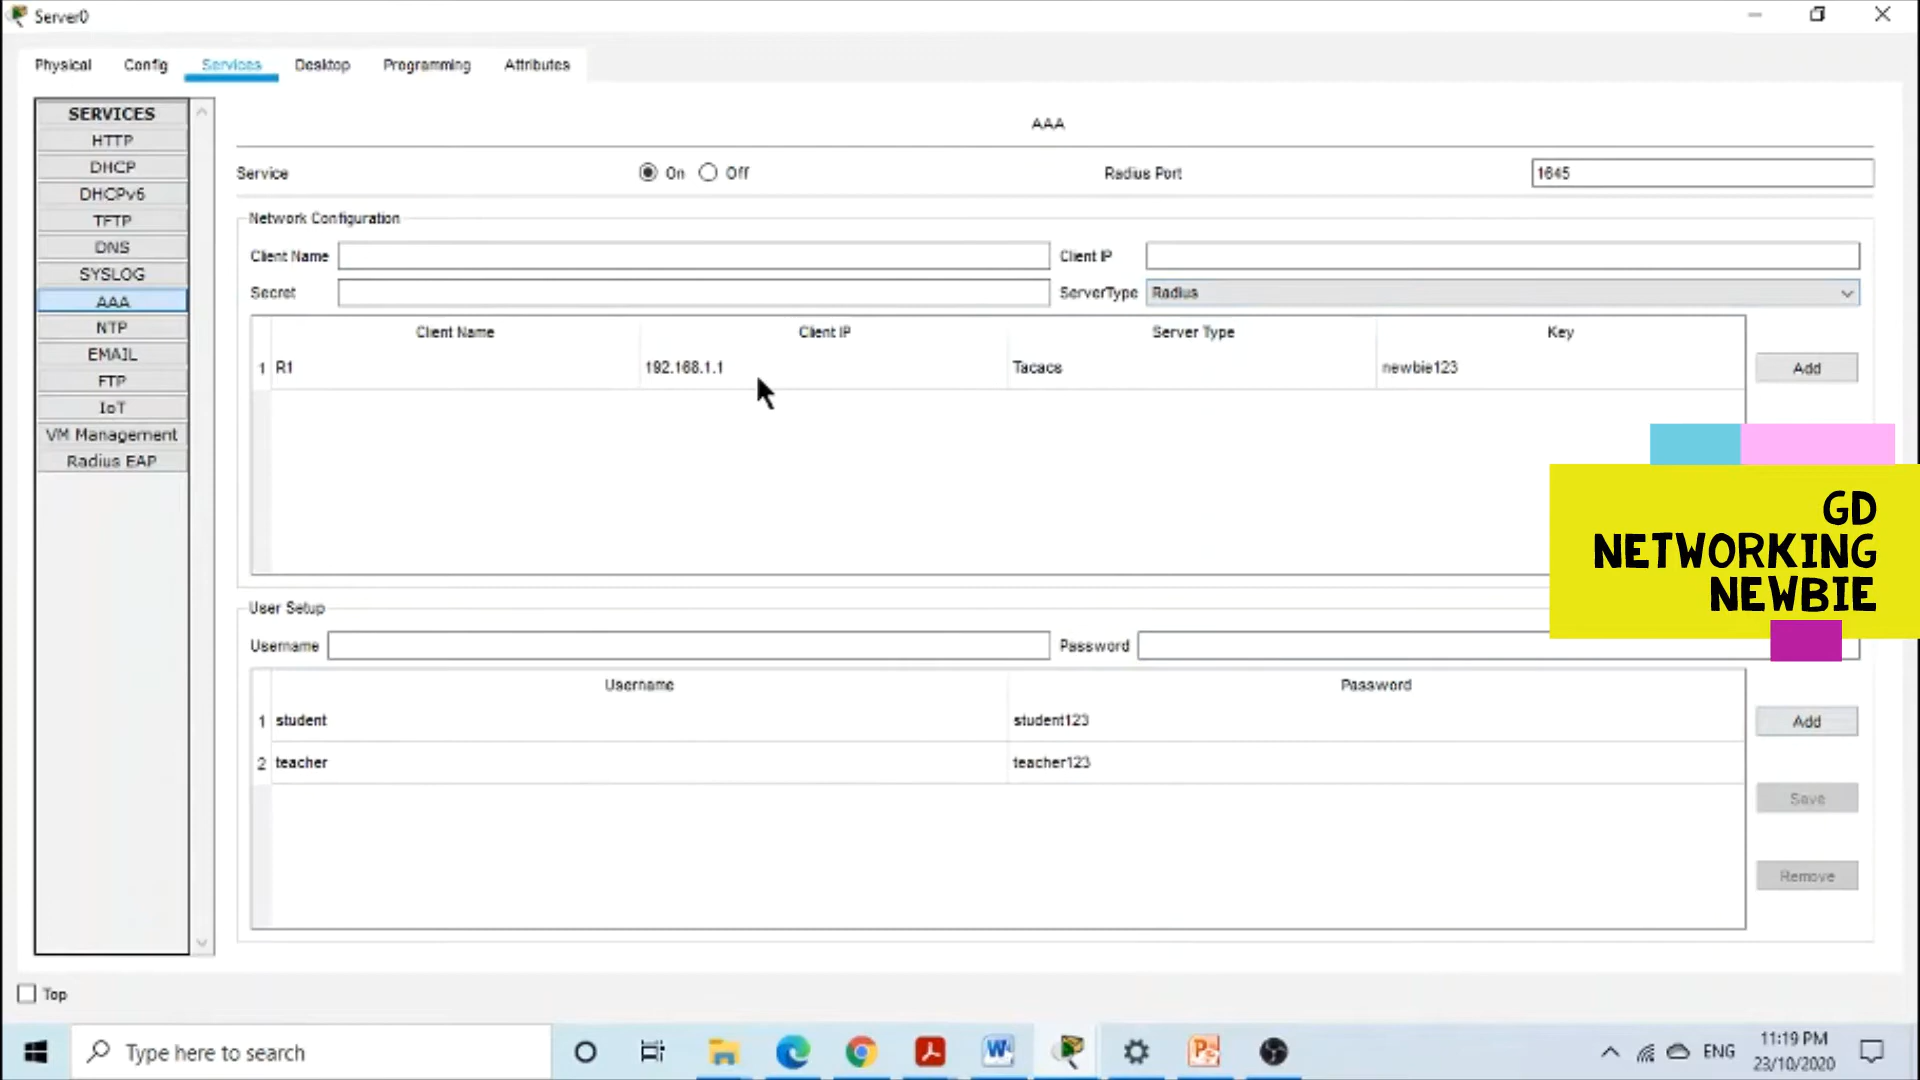 Server0
Physical Config Services Desktop Programming Attributes
SERVICES
HTTP
DHCP
DHCPv6
TFTP
DNS
SYSLOG
AAA
NTP
EMAIL
FTP
IoT
VM Management
Radius EAP
AAA
Service On Off Radius Port 1645
Network Configuration
Client Name Client IP
Secret ServerType Radius
Client Name Client IP Server Type Key
1 R1 192.168.1.1 Tacacs newbie123
Add
GD
NETWORKING
NEWBIE
User Setup
Username Password
Username Password
1 student student123
2 teacher teacher123
Add
Save
Remove
Top
Type here to search
ENG
11:19 PM
23/10/2020